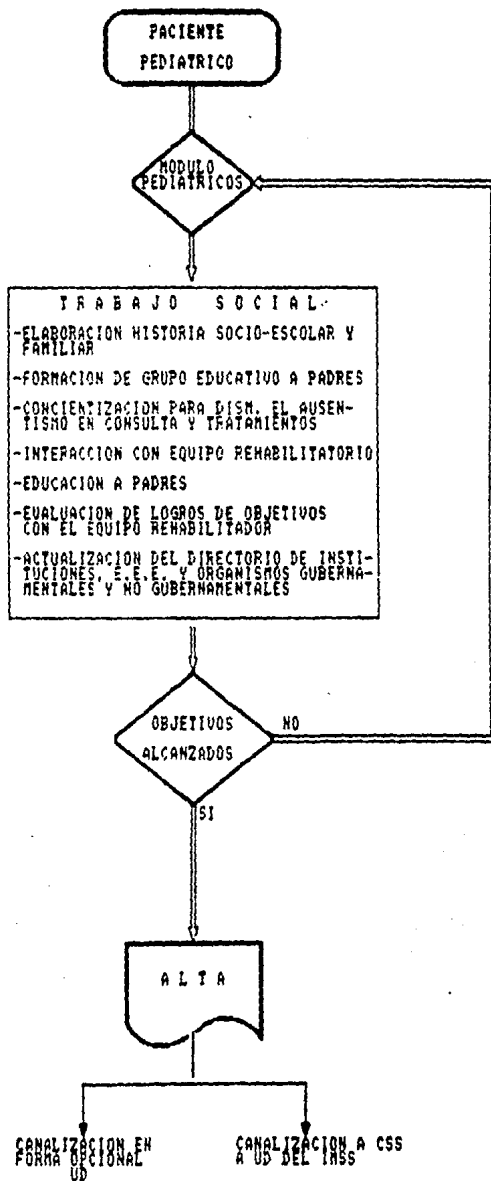 PACIENTE
PEDIATRICO
MODULO
PEDIATRICOS
TRABAJO SOCIAL
-ELABORACION HISTORIA SOCIO-ESCOLAR Y
FAMILIAR
-FORMACION DE GRUPO EDUCATIVO A PADRES
-CONCIENTIZACION PARA DISM. EL AUSEN-
TISMO EN CONSULTA Y TRATAMIENTOS
-INTERACCION CON EQUIPO REHABILITATORIO
-EDUCACION A PADRES
-EVALUACION DE LOGROS DE OBJETIVOS
CON EL EQUIPO REHABILITADOR
-ACTUALIZACION DEL DIRECTORIO DE INSTI-
TUCIONES, E.E.E. Y ORGANISMOS GUBERNA-
MENTALES Y NO GUBERNAMENTALES
OBJETIVOS
ALCANZADOS
NO
SI
ALTA
CANALIZACION EN
FORMA OPCIONAL
UD
CANALIZACION A CSS
A UD DEL IMSS